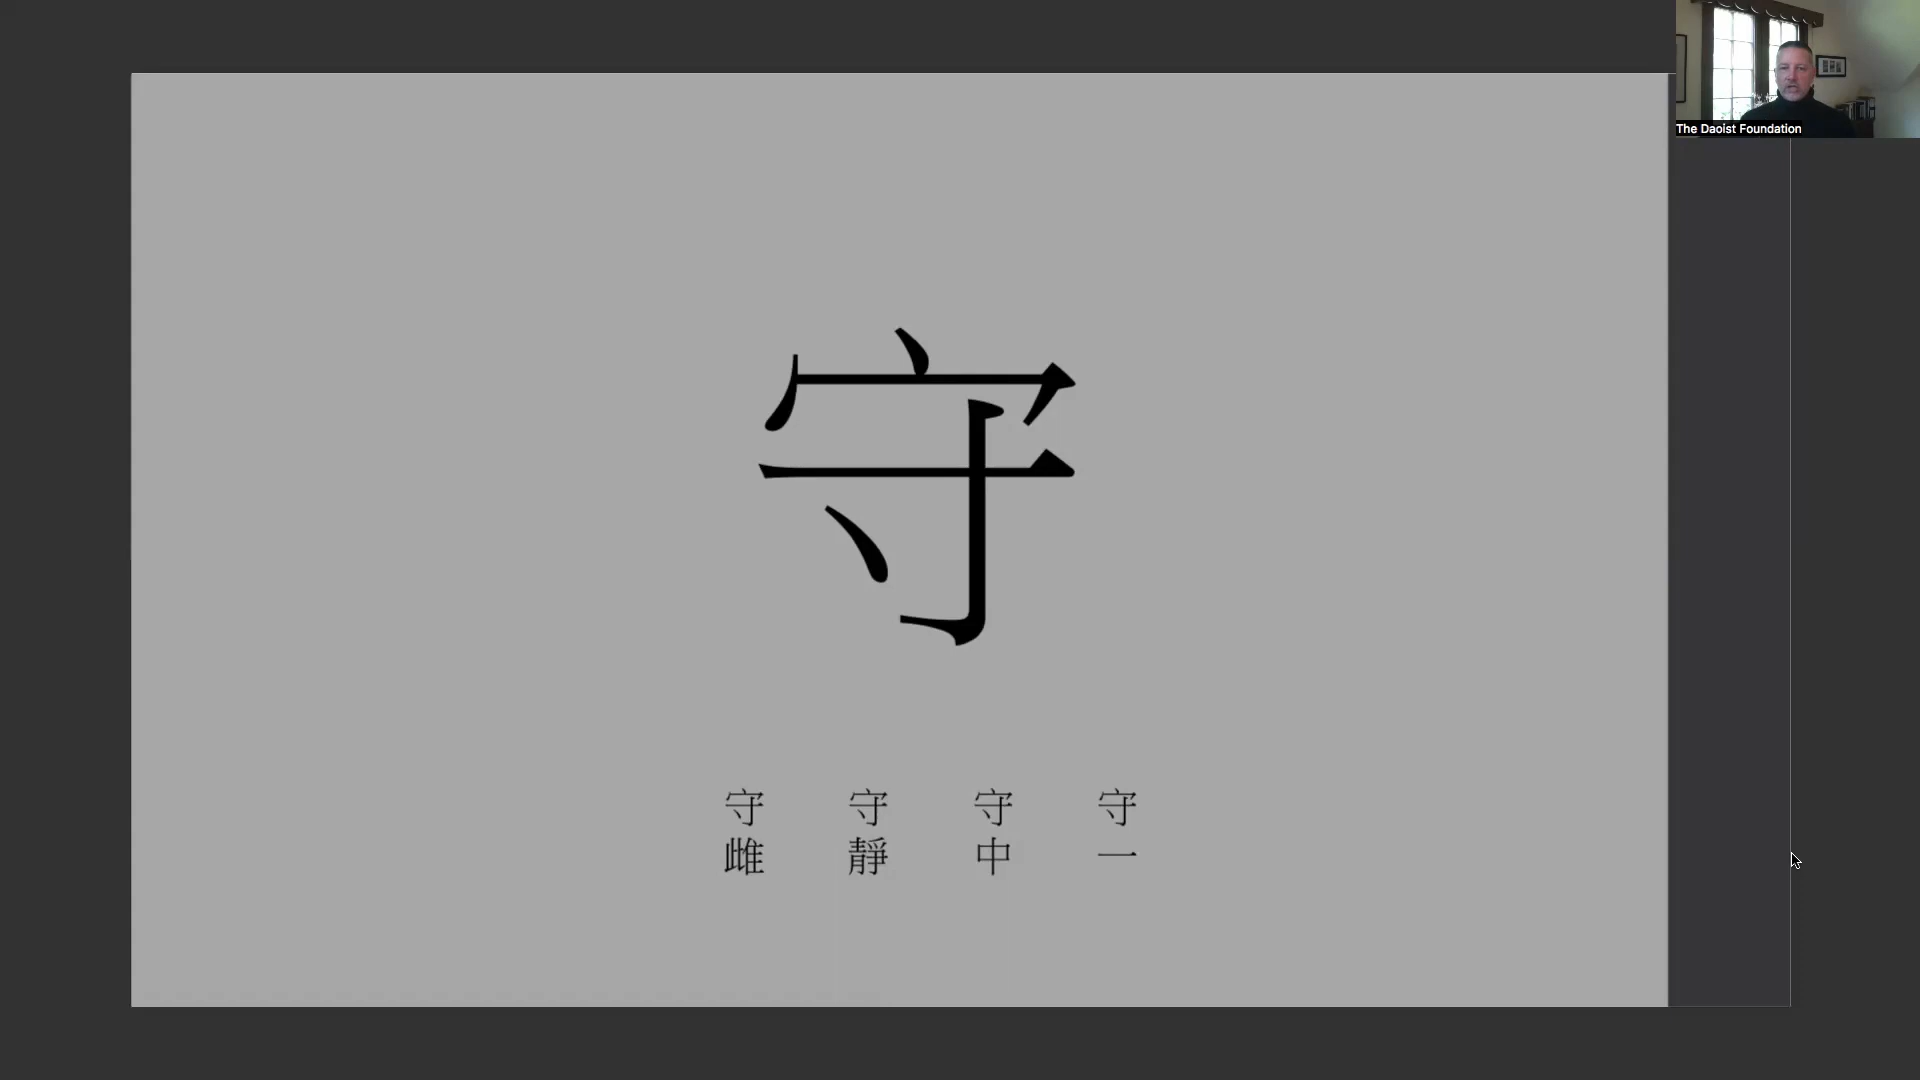 The Daoist Foundation
守
守一
守中
守靜
守雌